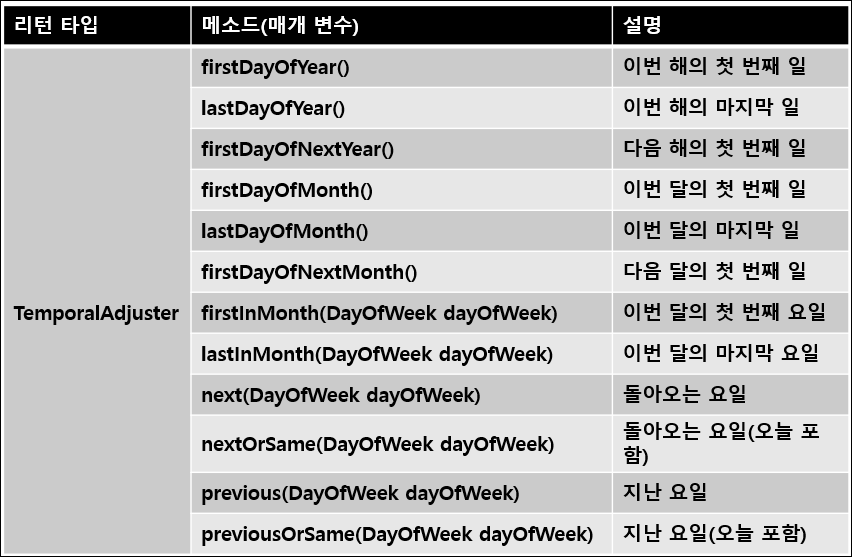 리턴 타입 메소드(매개 변수) 설명
firstDayOfYear() 이번 해의 첫 번째 일
lastDayOfYear() 이번 해의 마지막 일
firstDayOfNextYear() 다음 해의 첫 번째 일
firstDayOfMonth() 이번 달의 첫 번째 일
lastDayOfMonth() 이번 달의 마지막 일
firstDayOfNextMonth() 다음 달의 첫 번째 일
TemporalAdjuster firstInMonth(DayOfWeek dayOfWeek) 이번 달의 첫 번째 요일
lastInMonth(DayOfWeek dayOfWeek) 이번 달의 마지막 요일
next(DayOfWeek dayOfWeek) 돌아오는 요일
nextOrSame(DayOfWeek dayOfWeek) 돌아오는 요일(오늘 포
함)
previous(DayOfWeek dayOfWeek) 지난 요일
previousOrSame(DayOfWeek dayOfWeek) 지난 요일(오늘 포함)